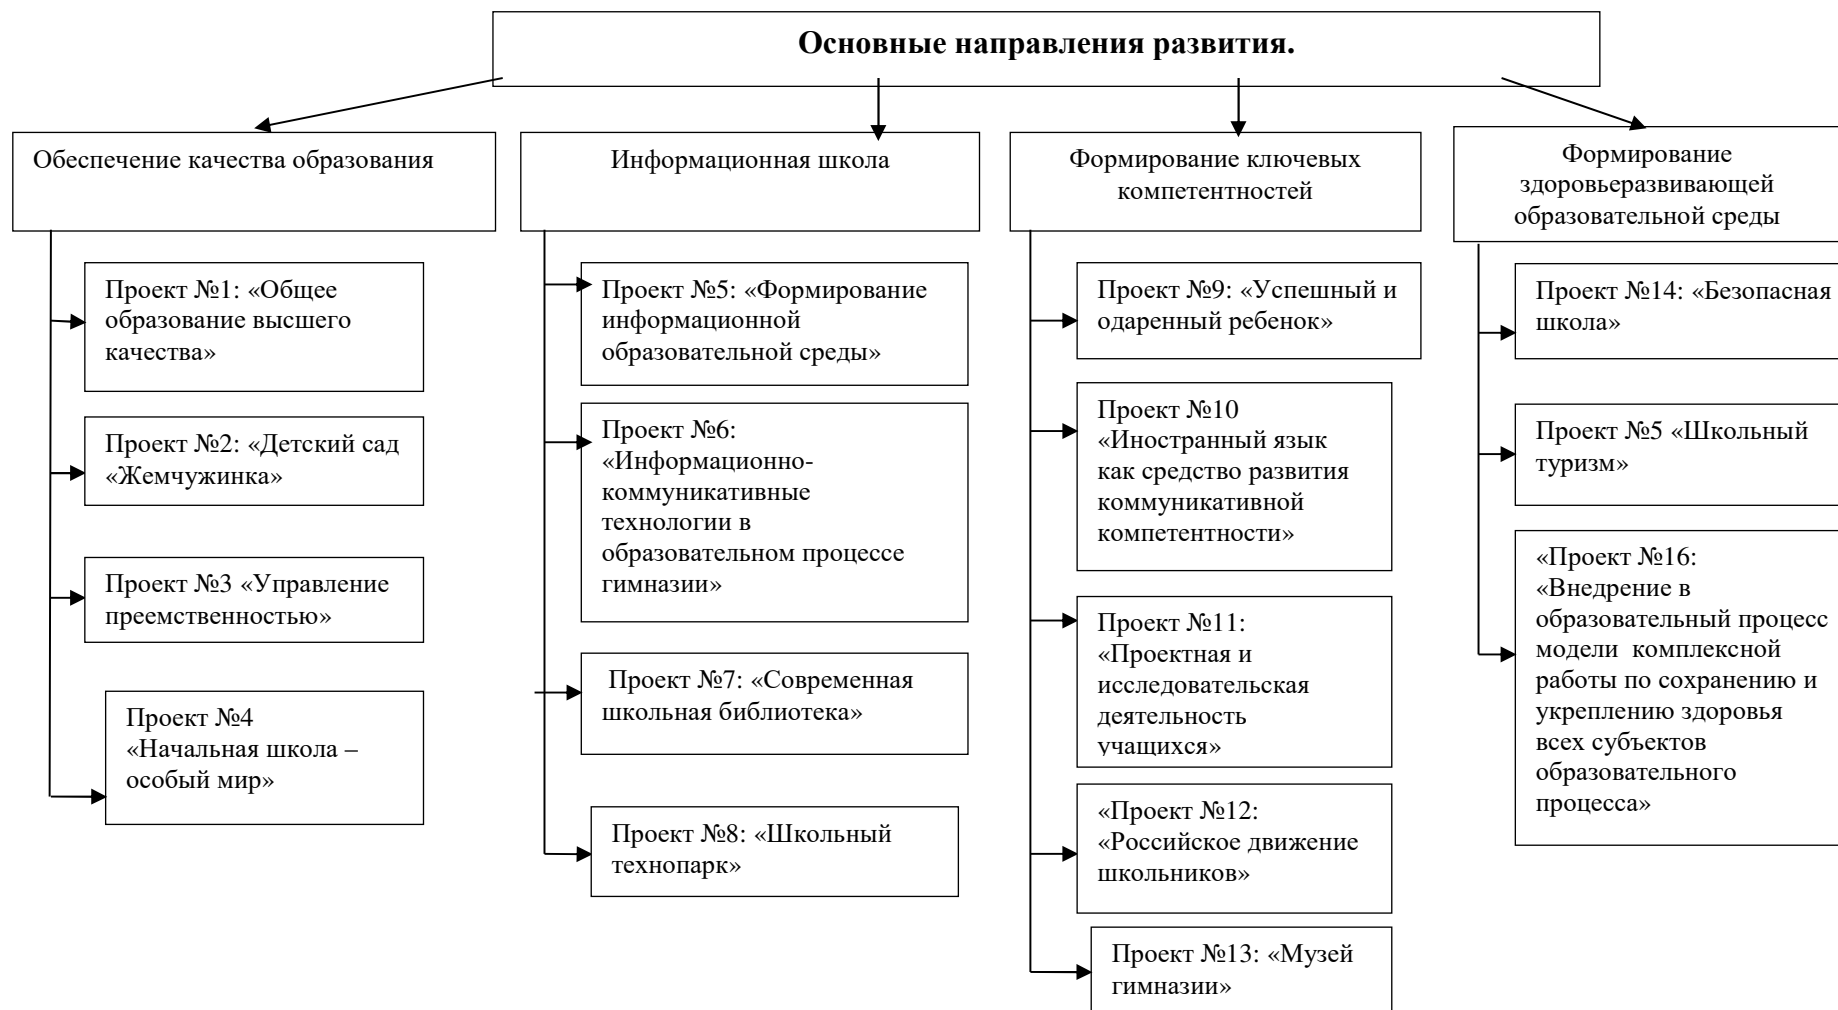 Основные направления развития.
Обеспечение качества образования
Проект №1: «Общее
образование высшего
качества»
Проект №2: «Детский сад
«Жемчужинка»
Проект №3 «Управление
преемственностью»
Проект №4
«Начальная школа –
особый мир»
Информационная школа
Проект №5: «Формирование
информационной
образовательной среды»
Проект №6:
«Информационно-
коммуникативные
технологии в
образовательном процессе
гимназии»
Проект №7: «Современная
школьная библиотека»
Проект №8: «Школьный
технопарк»
Формирование ключевых
компетентностей
Проект №9: «Успешный и
одаренный ребенок»
Проект №10
«Иностранный язык
как средство развития
коммуникативной
компетентности»
Проект №11:
«Проектная и
исследовательская
деятельность
учащихся»
«Проект №12:
«Российское движение
школьников»
Проект №13: «Музей
гимназии»
Формирование
здоровьеразвивающей
образовательной среды
Проект №14: «Безопасная
школа»
Проект №5 «Школьный
туризм»
«Проект №16:
«Внедрение в
образовательный процесс
модели комплексной
работы по сохранению и
укреплению здоровья
всех субъектов
образовательного
процесса»